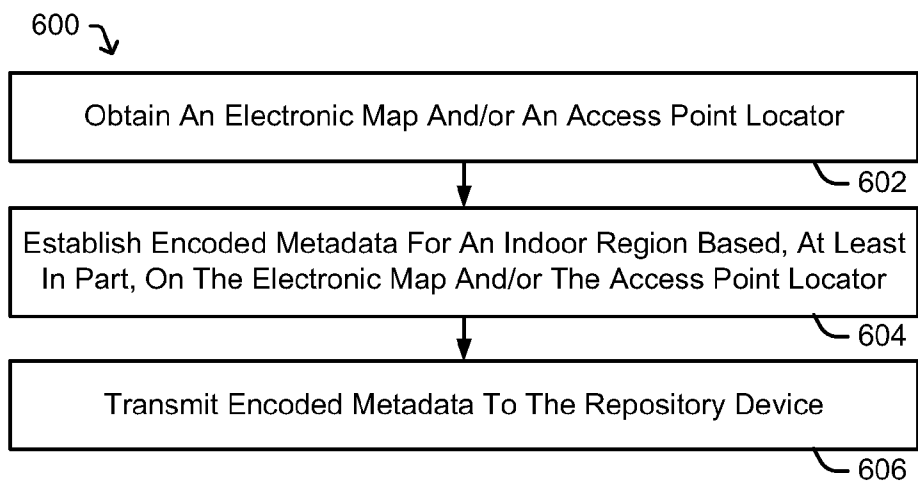 600
Obtain An Electronic Map And/or An Access Point Locator
602
Establish Encoded Metadata For An Indoor Region Based, At Least
In Part, On The Electronic Map And/or The Access Point Locator
604
Transmit Encoded Metadata To The Repository Device
606